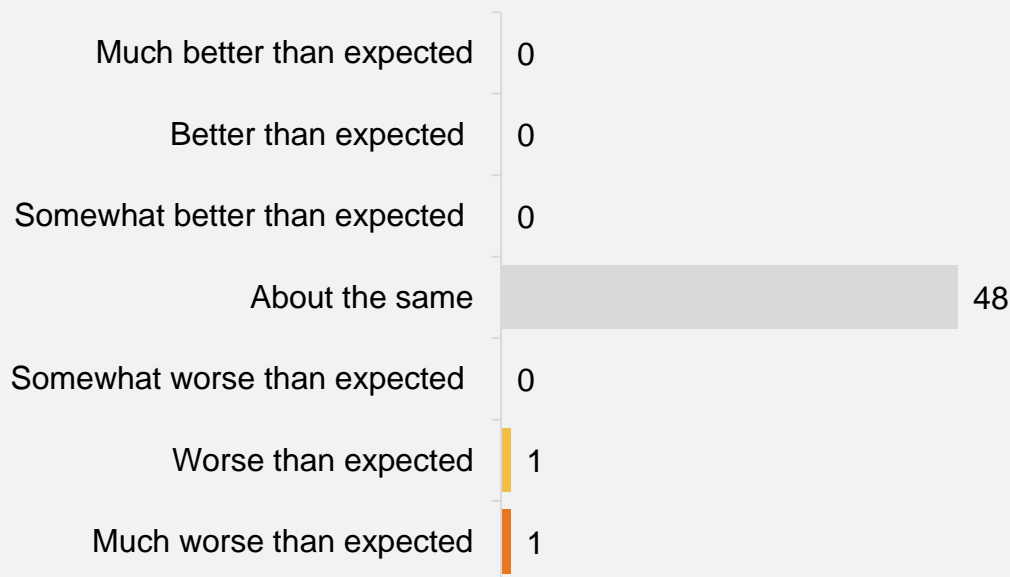 Much better than expected 0
Better than expected 0
Somewhat better than expected 0
About the same 48
Somewhat worse than expected 0
Worse than expected 1
Much worse than expected 1